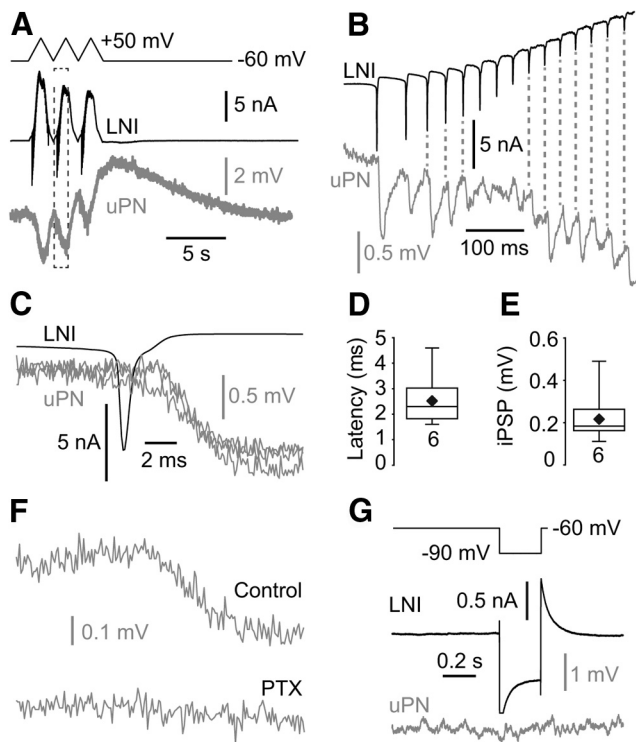 A
+50 mV
-60 mV
5 nA
LNI
2 mV
uPN
5 s
B
LNI
5 nA
uPN
0.5 mV
100 ms
C
LNI
uPN
0.5 mV
5 nA
2 ms
D
Latency (ms)
5
4
3
2
1
0
6
E
iPSP (mV)
0.6
0.4
0.2
0
6
F
Control
0.1 mV
PTX
G
-60 mV
-90 mV
LNI
0.5 nA
0.2 s
1 mV
uPN